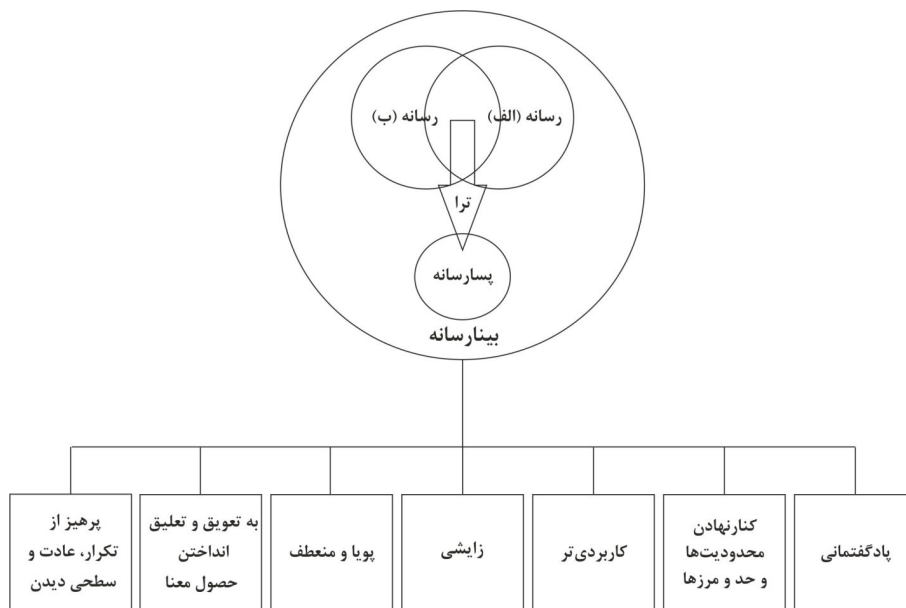 رسانه (الف)
رسانه (ب)
ترا
پسارسانه
بینارسانه
پادگفتمانی
کنارنهادن
محدودیت‌ها
و حد و مرزها
کاربردی‌تر
زایشی
پویا و منعطف
به تعویق و تعلیق
انداختن
حصول معنا
پرهیز از
تکرار، عادت و
سطحی دیدن